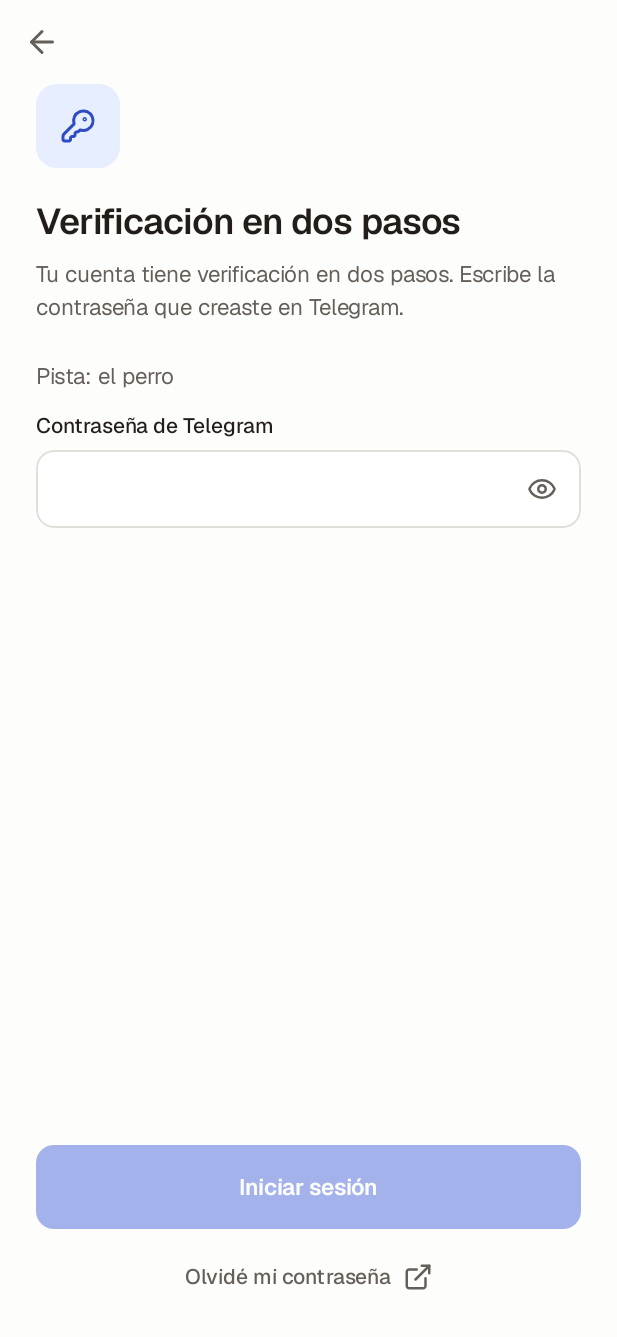 Verificación en dos pasos
Tu cuenta tiene verificación en dos pasos. Escribe la
contraseña que creaste en Telegram.
Pista: el perro
Contraseña de Telegram
Iniciar sesión
Olvidé mi contraseña